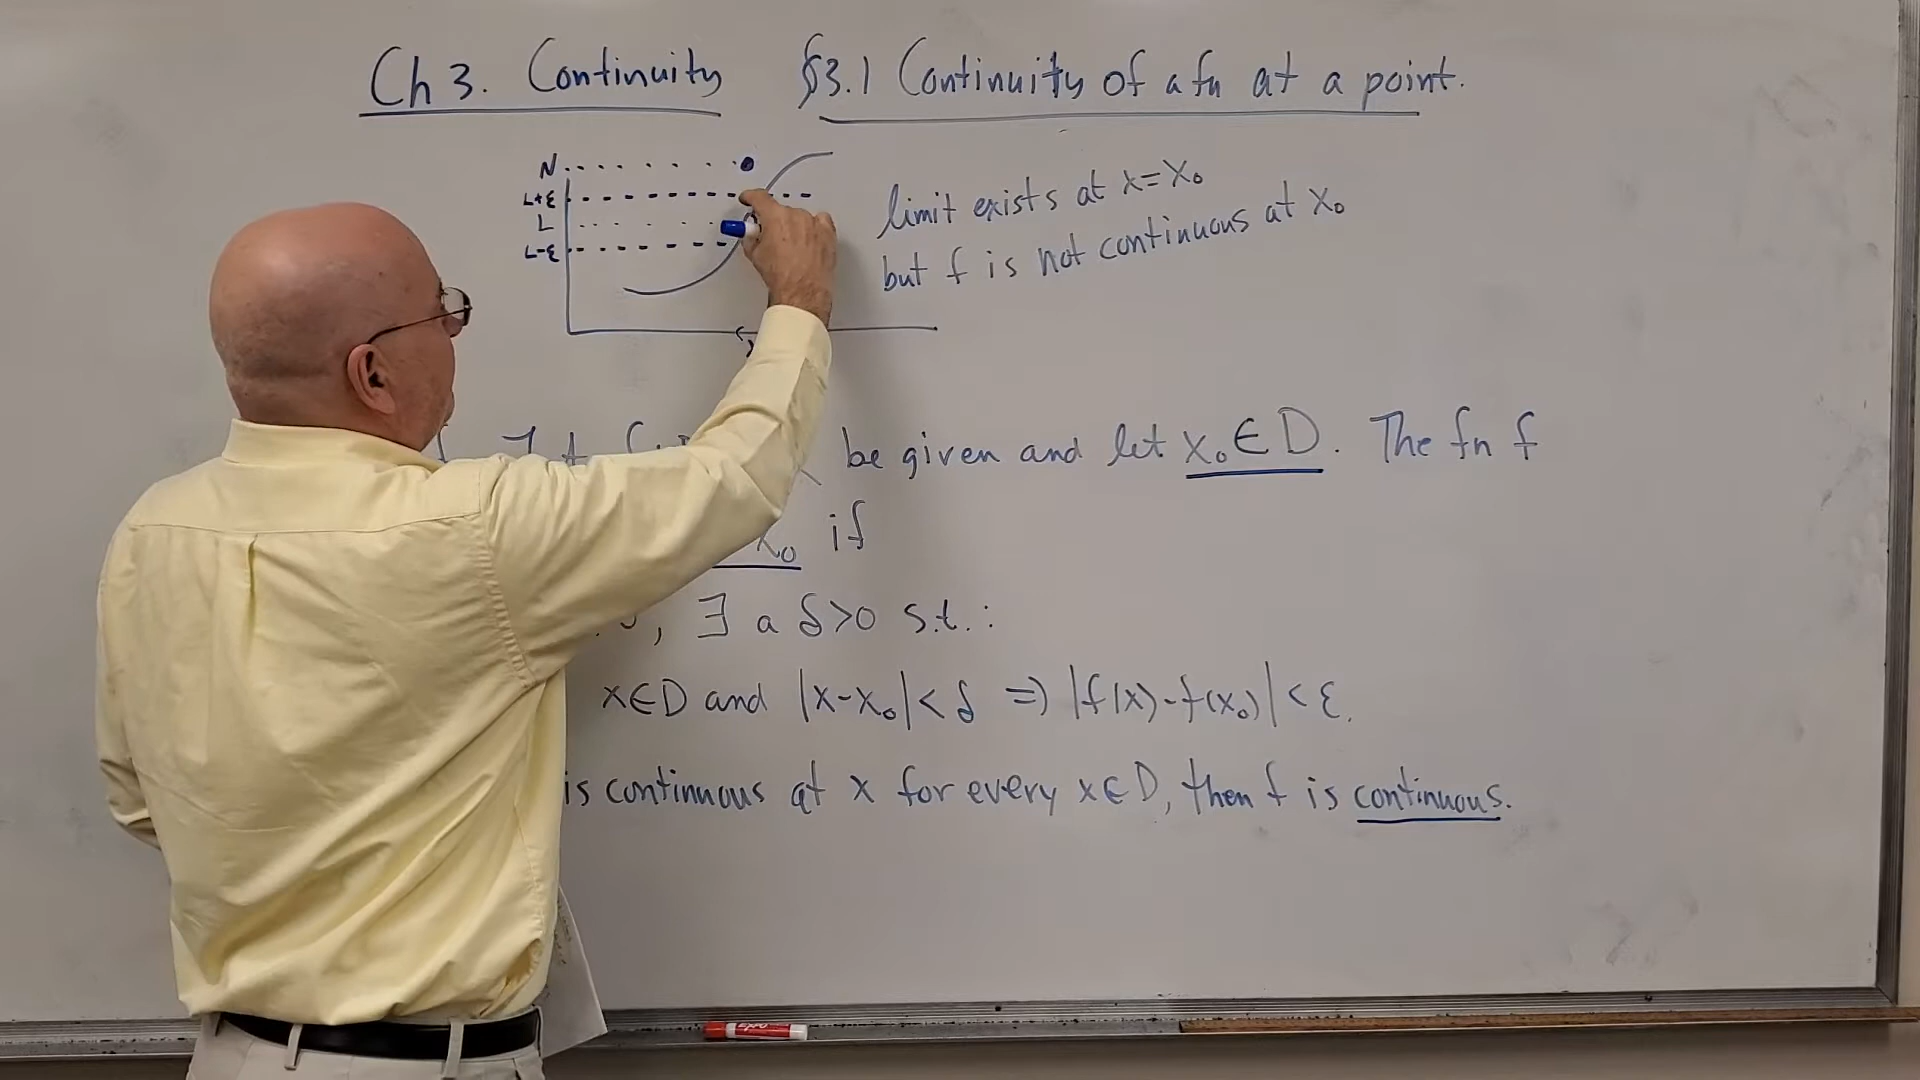 Ch 3. Continuity §3.1 Continuity of a fn at a point.
N
L+ε
L
L-ε
limit exists at x=x₀
but f is not continuous at x₀
be given and let x₀∈D. The fn f
x₀ if
, ∃ a δ>0 s.t.:
x∈D and |x-x₀|<δ ⇒ |f(x)-f(x₀)|<ε.
is continuous at x for every x∈D, then f is continuous.
Expo